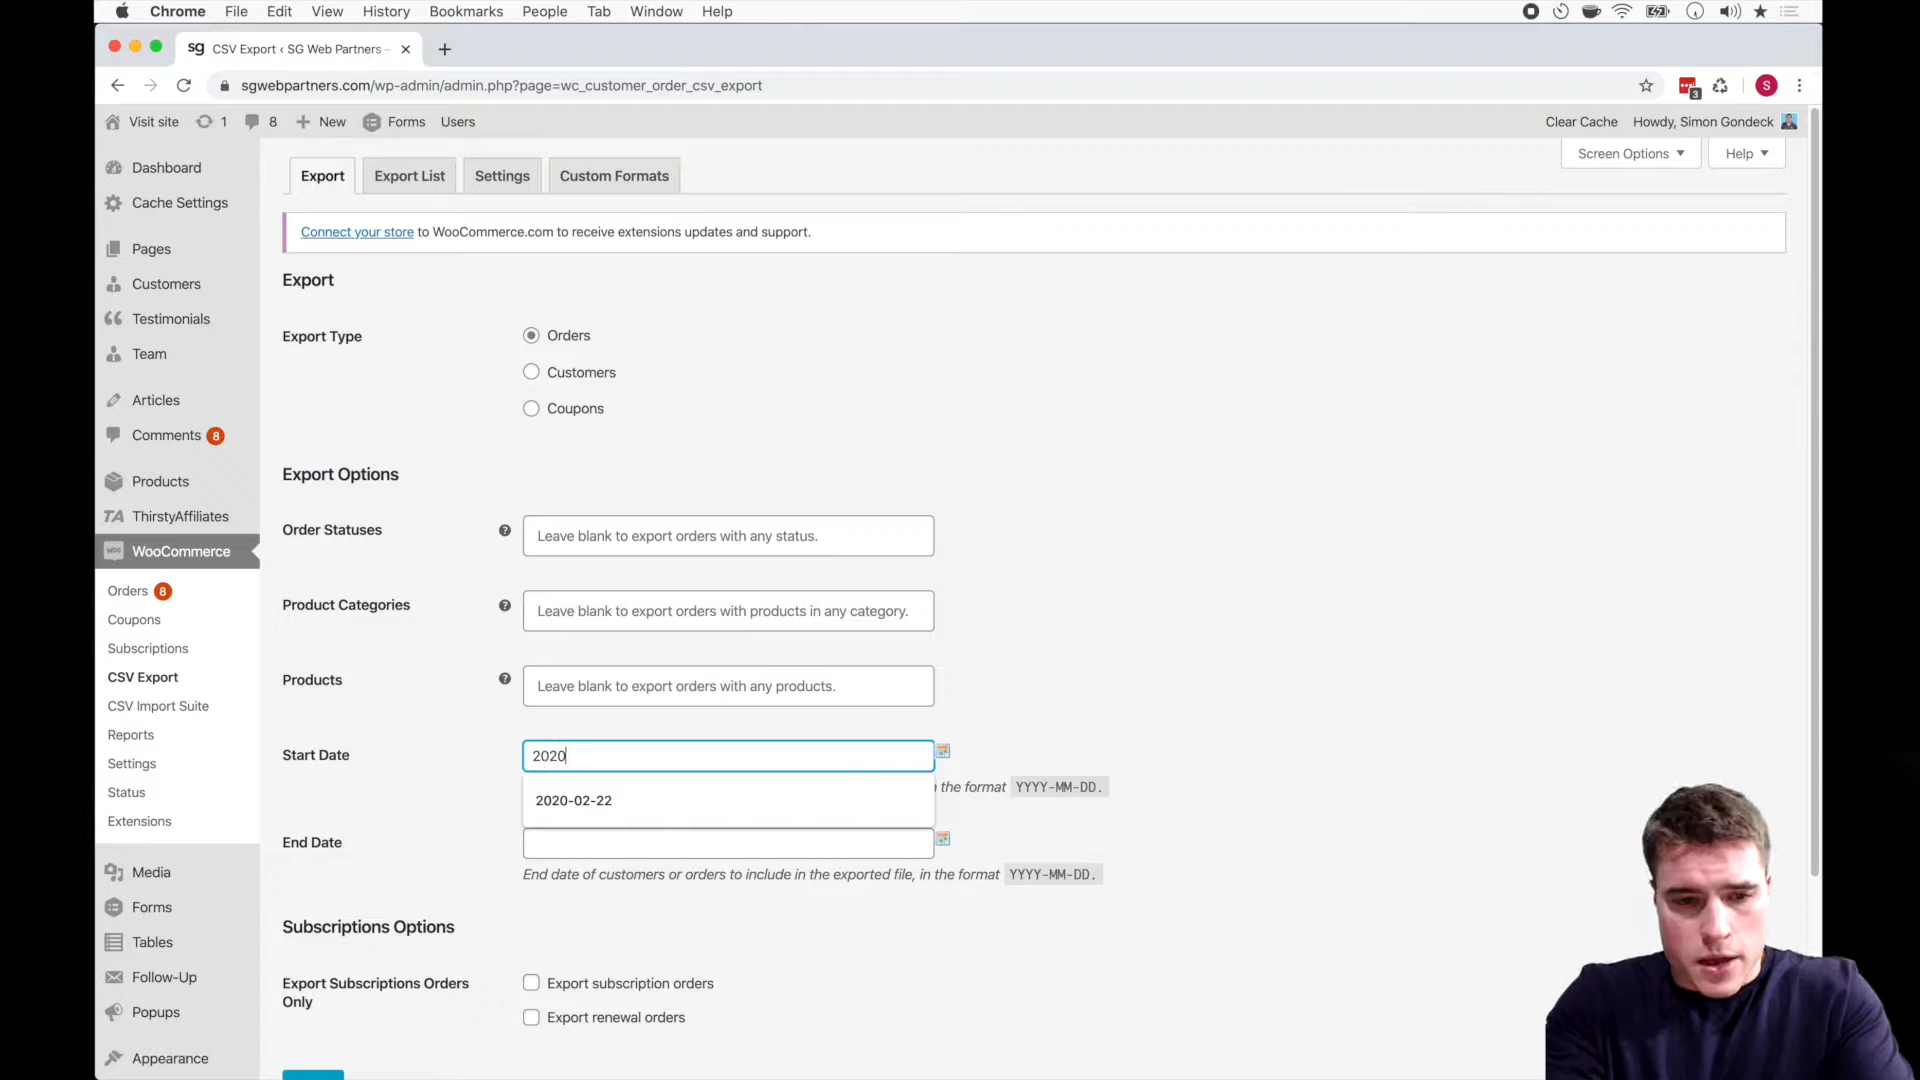 Chrome File Edit View History Bookmarks People Tab Window Help
sg CSV Export ‹ SG Web Partners –
sgwebpartners.com/wp-admin/admin.php?page=wc_customer_order_csv_export
3
S
Visit site 1 8 New Forms Users Clear Cache Howdy, Simon Gondeck
Screen Options Help
Dashboard
Cache Settings
Pages
Customers
Testimonials
Team
Articles
Comments 8
Products
TA ThirstyAffiliates
Woo WooCommerce
Orders 8
Coupons
Subscriptions
CSV Export
CSV Import Suite
Reports
Settings
Status
Extensions
Media
Forms
Tables
Follow-Up
Popups
Appearance
Export Export List Settings Custom Formats
Connect your store to WooCommerce.com to receive extensions updates and support.
Export
Export Type
Orders
Customers
Coupons
Export Options
Order Statuses
Leave blank to export orders with any status.
Product Categories
Leave blank to export orders with products in any category.
Products
Leave blank to export orders with any products.
Start Date
2020
the format YYYY-MM-DD.
2020-02-22
End Date
End date of customers or orders to include in the exported file, in the format YYYY-MM-DD.
Subscriptions Options
Export Subscriptions Orders
Only
Export subscription orders
Export renewal orders